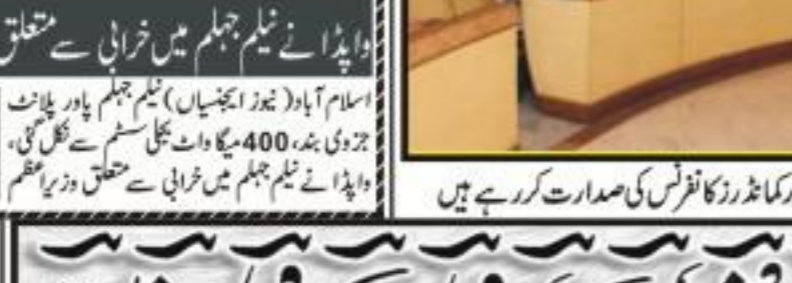 واپڈا نے نیلم جہلم میں خرابی سے متعلق
اسلام آباد( نیوز ایجنسیاں) نیلم جہلم پاور پلانٹ
جزوی بند، 400 میگا واٹ بجلی سسٹم سے نکل گئی،
واپڈا نے نیلم جہلم میں خرابی سے متعلق وزیراعظم
کمانڈرز کانفرنس کی صدارت کر رہے ہیں